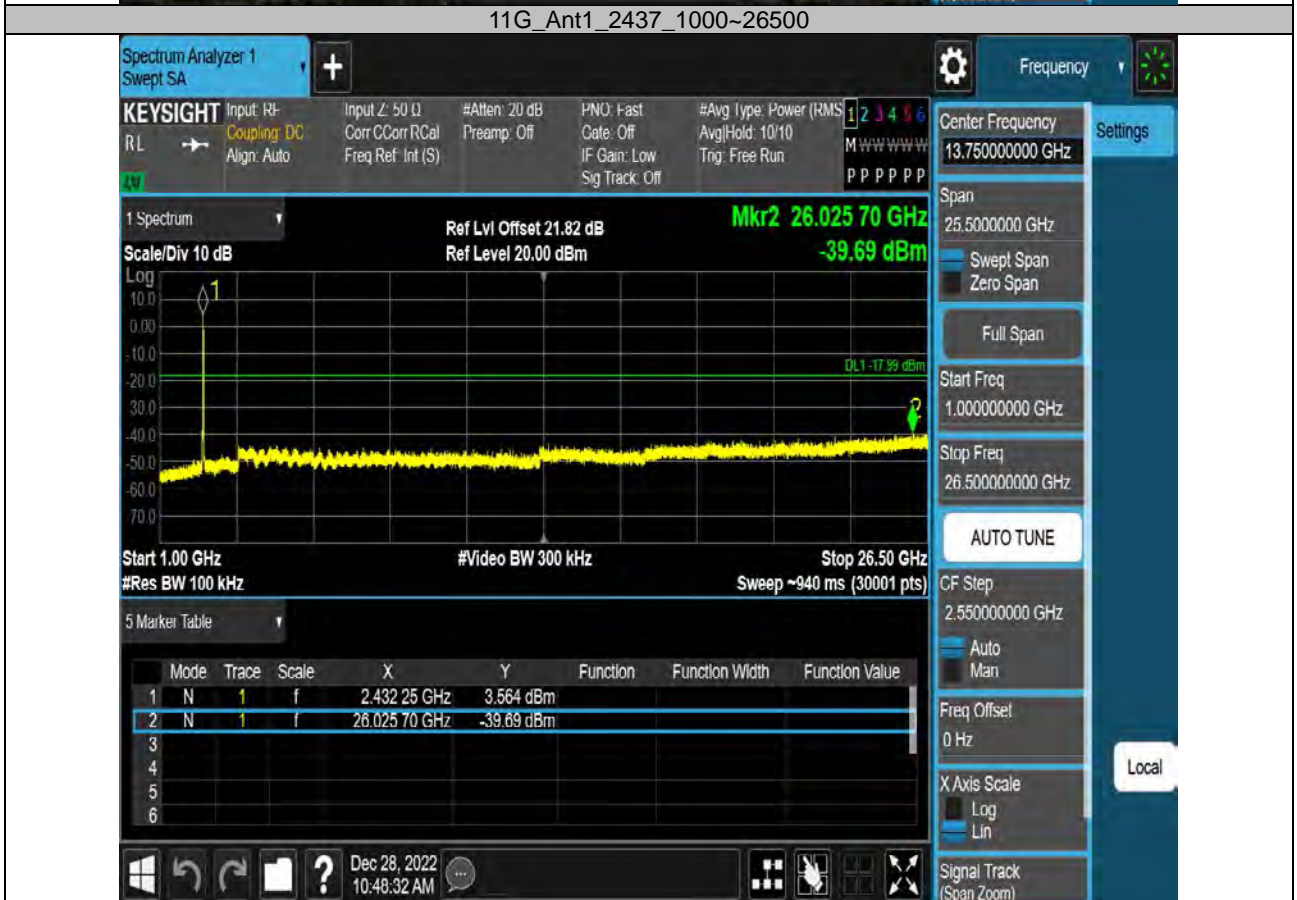 11G_Ant1_2437_1000~26500
Spectrum Analyzer 1
Swept SA
Frequency
KEYSIGHT
RL
Input: RF
Coupling: DC
Align: Auto
Input Z: 50 Ω
Corr CCorr RCal
Freq Ref: Int (S)
#Atten: 20 dB
Preamp: Off
PNO: Fast
Gate: Off
IF Gain: Low
Sig Track: Off
#Avg Type: Power (RMS
Avg|Hold: 10/10
Trig: Free Run
1 2 3 4 5 6
M W W W W W
P P P P P P
1 Spectrum
Scale/Div 10 dB
Ref Lvl Offset 21.82 dB
Ref Level 20.00 dBm
Mkr2 26.025 70 GHz
-39.69 dBm
Log
10.0
0.00
-10.0
-20.0
30.0
-40.0
-50.0
-60.0
70.0
1
DL1 -17.99 dBm
2
Start 1.00 GHz
#Video BW 300 kHz
Stop 26.50 GHz
#Res BW 100 kHz
Sweep ~940 ms (30001 pts)
5 Marker Table
Mode Trace Scale X Y Function Function Width Function Value
1 N 1 f 2.432 25 GHz 3.564 dBm
2 N 1 f 26.025 70 GHz -39.69 dBm
3
4
5
6
Dec 28, 2022
10:48:32 AM
?
Center Frequency
13.750000000 GHz
Settings
Span
25.5000000 GHz
Swept Span
Zero Span
Full Span
Start Freq
1.000000000 GHz
Stop Freq
26.500000000 GHz
AUTO TUNE
CF Step
2.550000000 GHz
Auto
Man
Freq Offset
0 Hz
X Axis Scale
Log
Lin
Local
Signal Track
(Span Zoom)